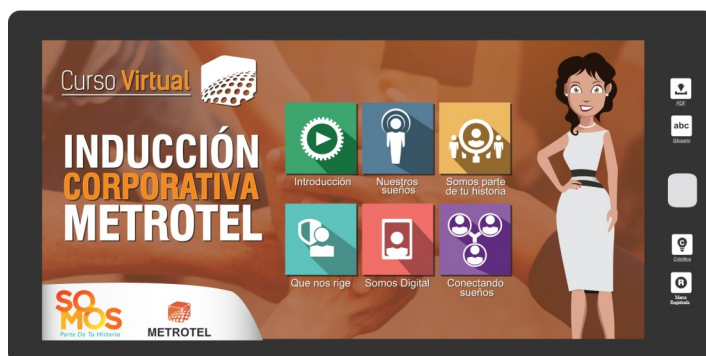 Curso Virtual
INDUCCIÓN
CORPORATIVA
METROTEL
Introducción
Nuestros
sueños
Somos parte
de tu historia
Que nos rige
Somos Digital
Conectando
sueños
SO
MOS
Parte De Tu Historia
METROTEL
PDF
abc
Glosario
C
Créditos
R
Marca
Registrada